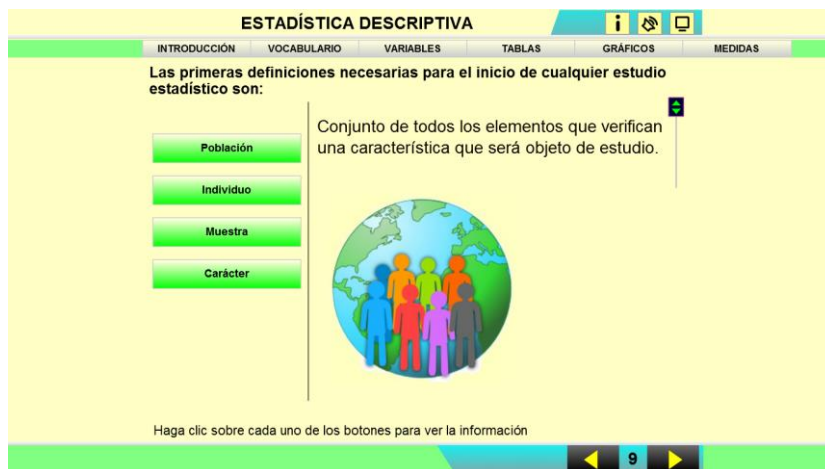 ESTADÍSTICA DESCRIPTIVA
i
INTRODUCCIÓN VOCABULARIO VARIABLES TABLAS GRÁFICOS MEDIDAS
Las primeras definiciones necesarias para el inicio de cualquier estudio
estadístico son:
Población
Individuo
Muestra
Carácter
Conjunto de todos los elementos que verifican
una característica que será objeto de estudio.
Haga clic sobre cada uno de los botones para ver la información
9